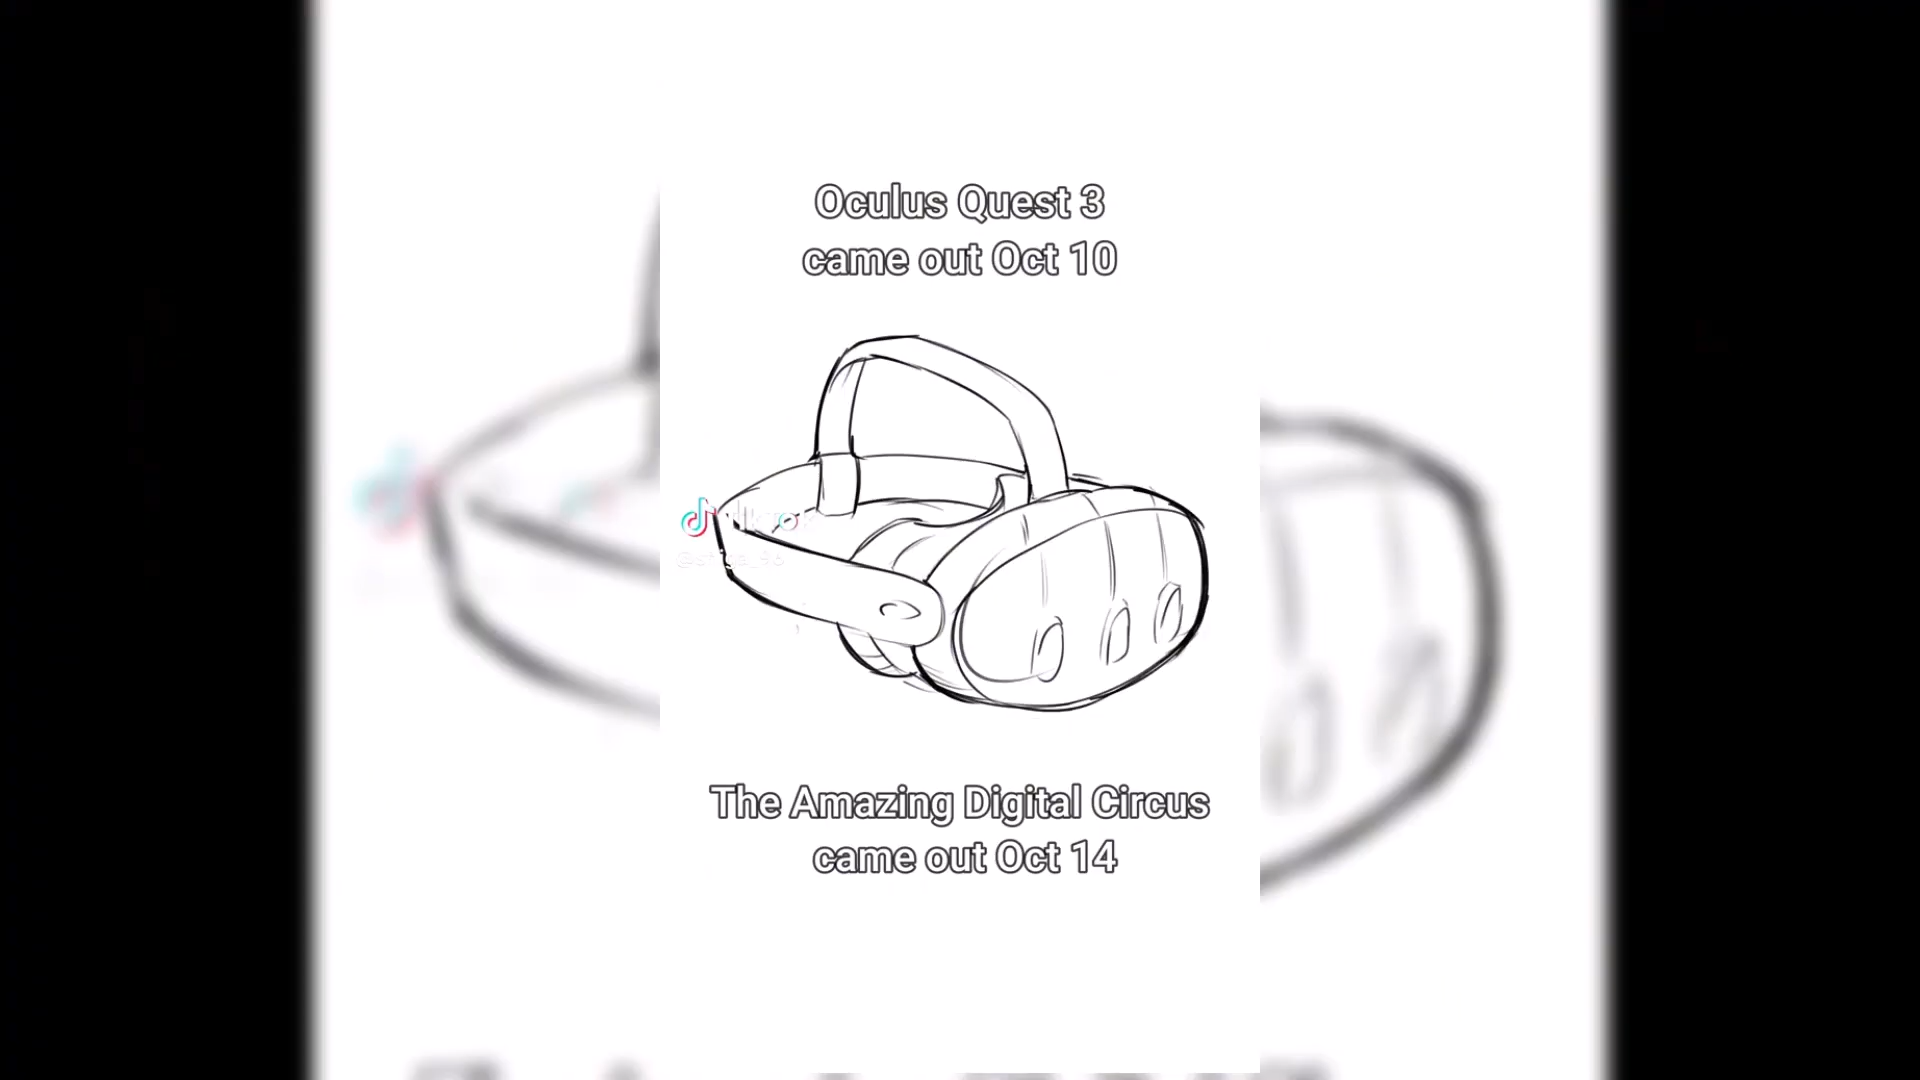 Oculus Quest 3
came out Oct 10
The Amazing Digital Circus
came out Oct 14